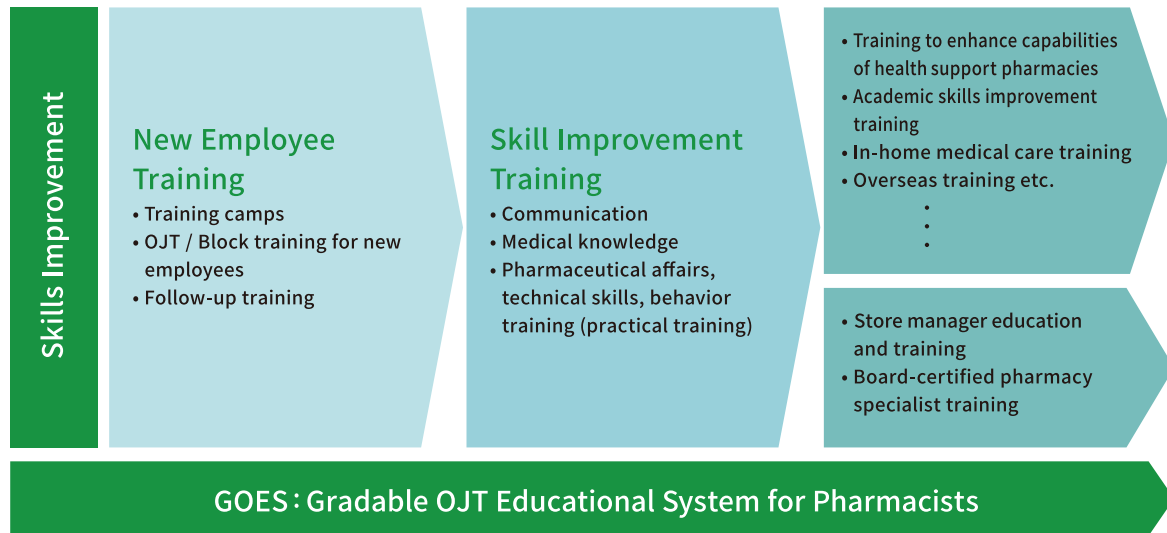 Skills Improvement
New Employee
Training
• Training camps
• OJT / Block training for new
employees
• Follow-up training
Skill Improvement
Training
• Communication
• Medical knowledge
• Pharmaceutical affairs,
technical skills, behavior
training (practical training)
• Training to enhance capabilities
of health support pharmacies
• Academic skills improvement
training
• In-home medical care training
• Overseas training etc.
•
•
•
• Store manager education
and training
• Board-certified pharmacy
specialist training
GOES : Gradable OJT Educational System for Pharmacists